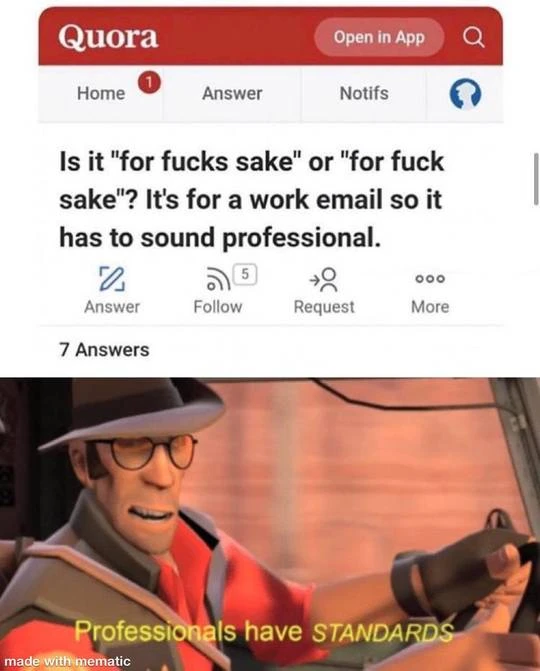 Quora
Open in App
Home
1
Answer
Notifs
Is it "for fucks sake" or "for fuck
sake"? It's for a work email so it
has to sound professional.
5
Answer
Follow
Request
More
7 Answers
Professionals have STANDARDS
made with mematic